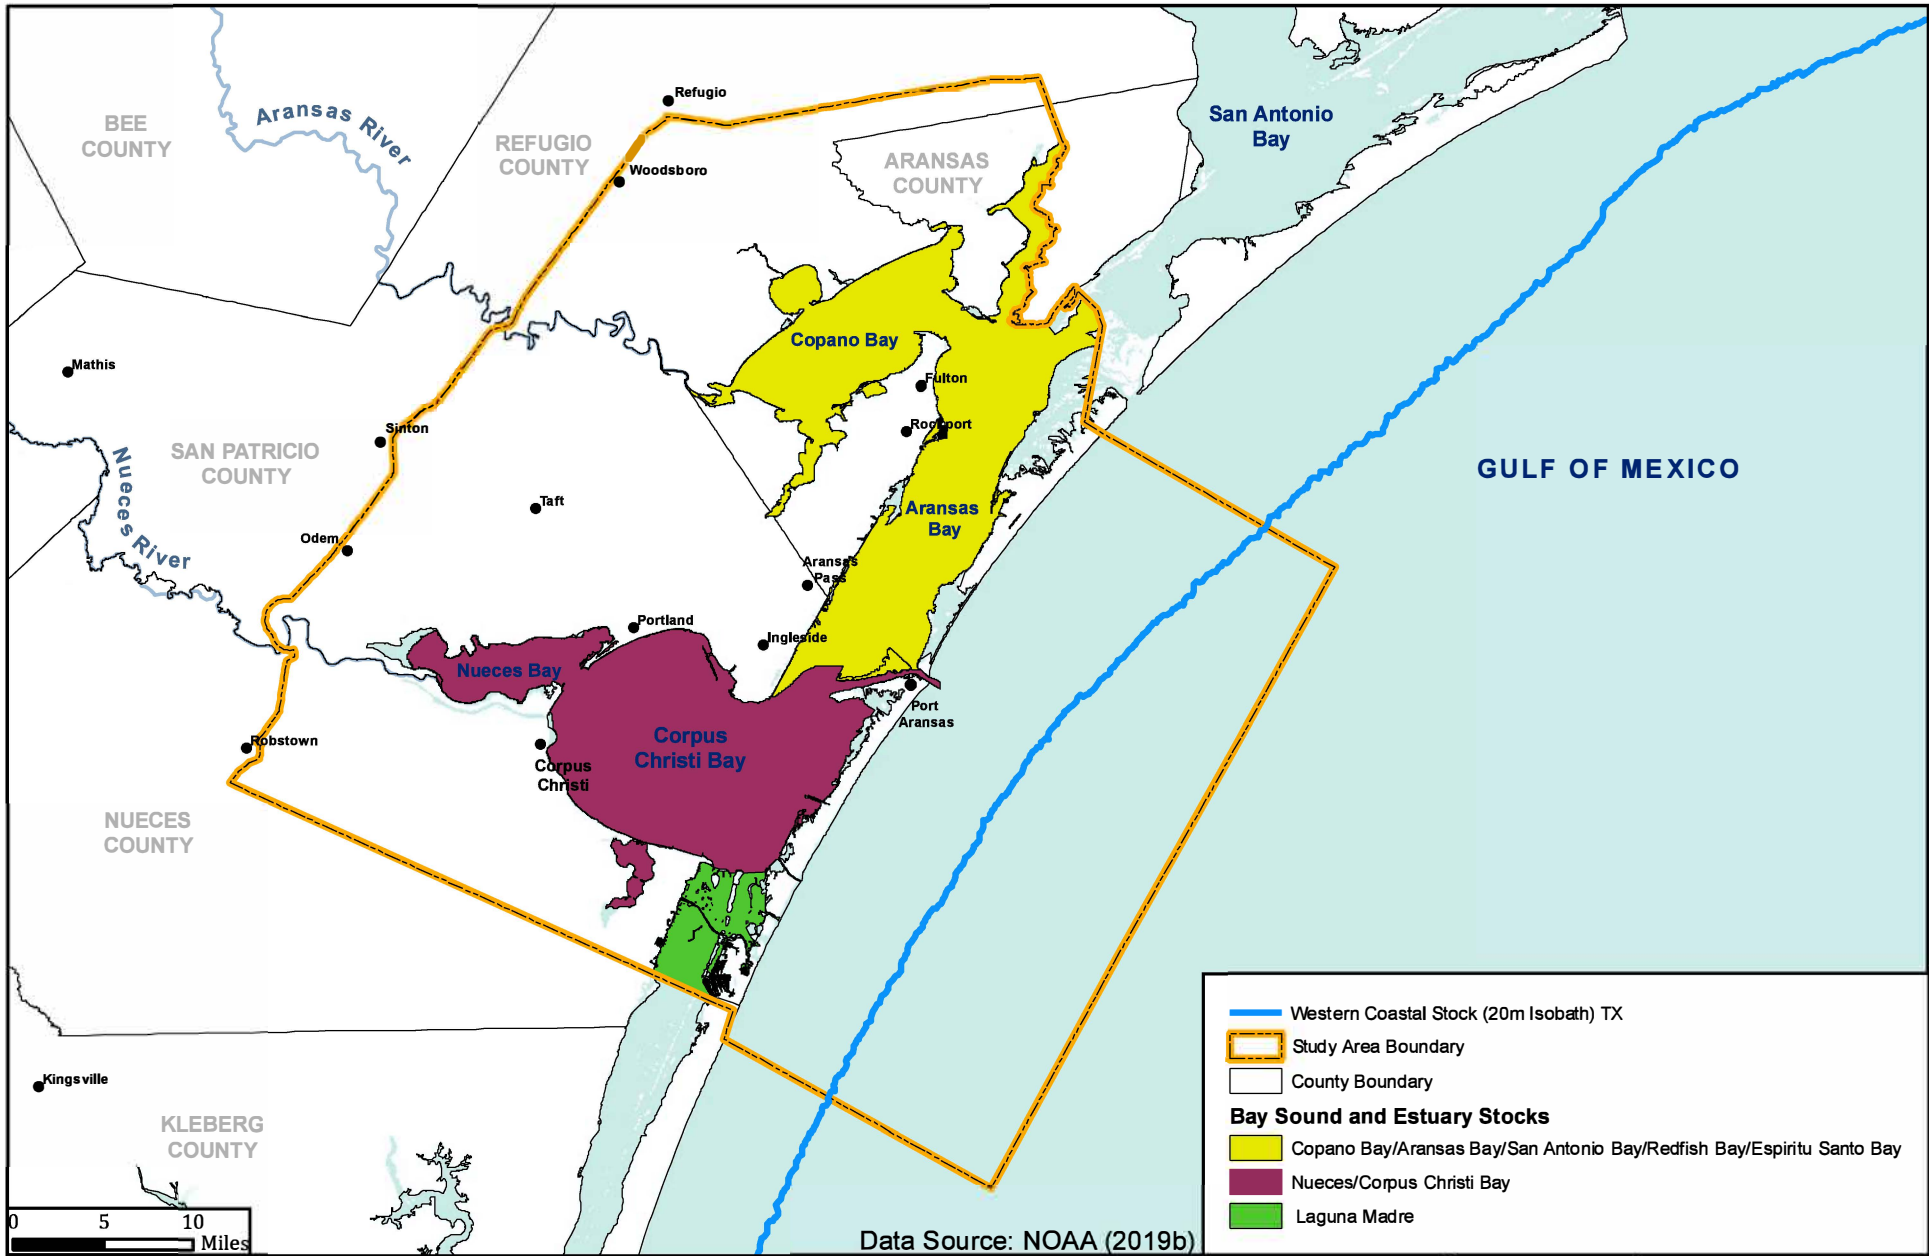 Refugio
San Antonio
Bay
BEE
COUNTY
Aransas River
REFUGIO
COUNTY
ARANSAS
COUNTY
Woodsboro
Copano Bay
Mathis
Fulton
Sinton
Rockport
SAN PATRICIO
COUNTY
GULF OF MEXICO
Nueces River
Taft
Aransas
Bay
Odem
Aransas
Pass
Portland
Ingleside
Nueces Bay
Port
Aransas
Robstown
Corpus
Christi Bay
Corpus
Christi
NUECES
COUNTY
Kingsville
KLEBERG
COUNTY
Western Coastal Stock (20m Isobath) TX
Study Area Boundary
County Boundary
Bay Sound and Estuary Stocks
Copano Bay/Aransas Bay/San Antonio Bay/Redfish Bay/Espiritu Santo Bay
Nueces/Corpus Christi Bay
Laguna Madre
0 5 10
Miles
Data Source: NOAA (2019b)